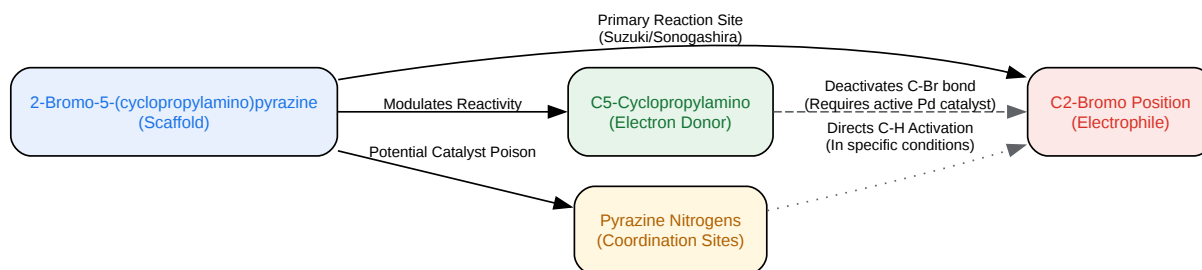 Primary Reaction Site
(Suzuki/Sonogashira)
2-Bromo-5-(cyclopropylamino)pyrazine
(Scaffold)
Modulates Reactivity
C5-Cyclopropylamino
(Electron Donor)
Deactivates C-Br bond
(Requires active Pd catalyst)
C2-Bromo Position
(Electrophile)
Potential Catalyst Poison
Directs C-H Activation
(In specific conditions)
Pyrazine Nitrogens
(Coordination Sites)